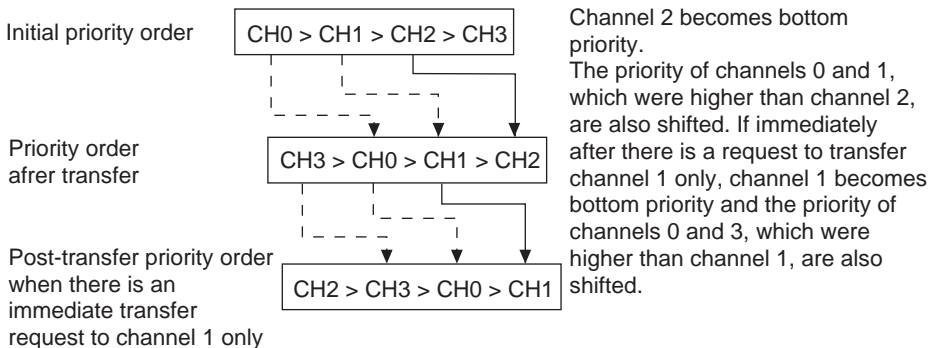 Initial priority order
CH0 > CH1 > CH2 > CH3
Priority order
afrer transfer
CH3 > CH0 > CH1 > CH2
Post-transfer priority order
when there is an
immediate transfer
request to channel 1 only
CH2 > CH3 > CH0 > CH1
Channel 2 becomes bottom
priority.
The priority of channels 0 and 1,
which were higher than channel 2,
are also shifted. If immediately
after there is a request to transfer
channel 1 only, channel 1 becomes
bottom priority and the priority of
channels 0 and 3, which were
higher than channel 1, are also
shifted.